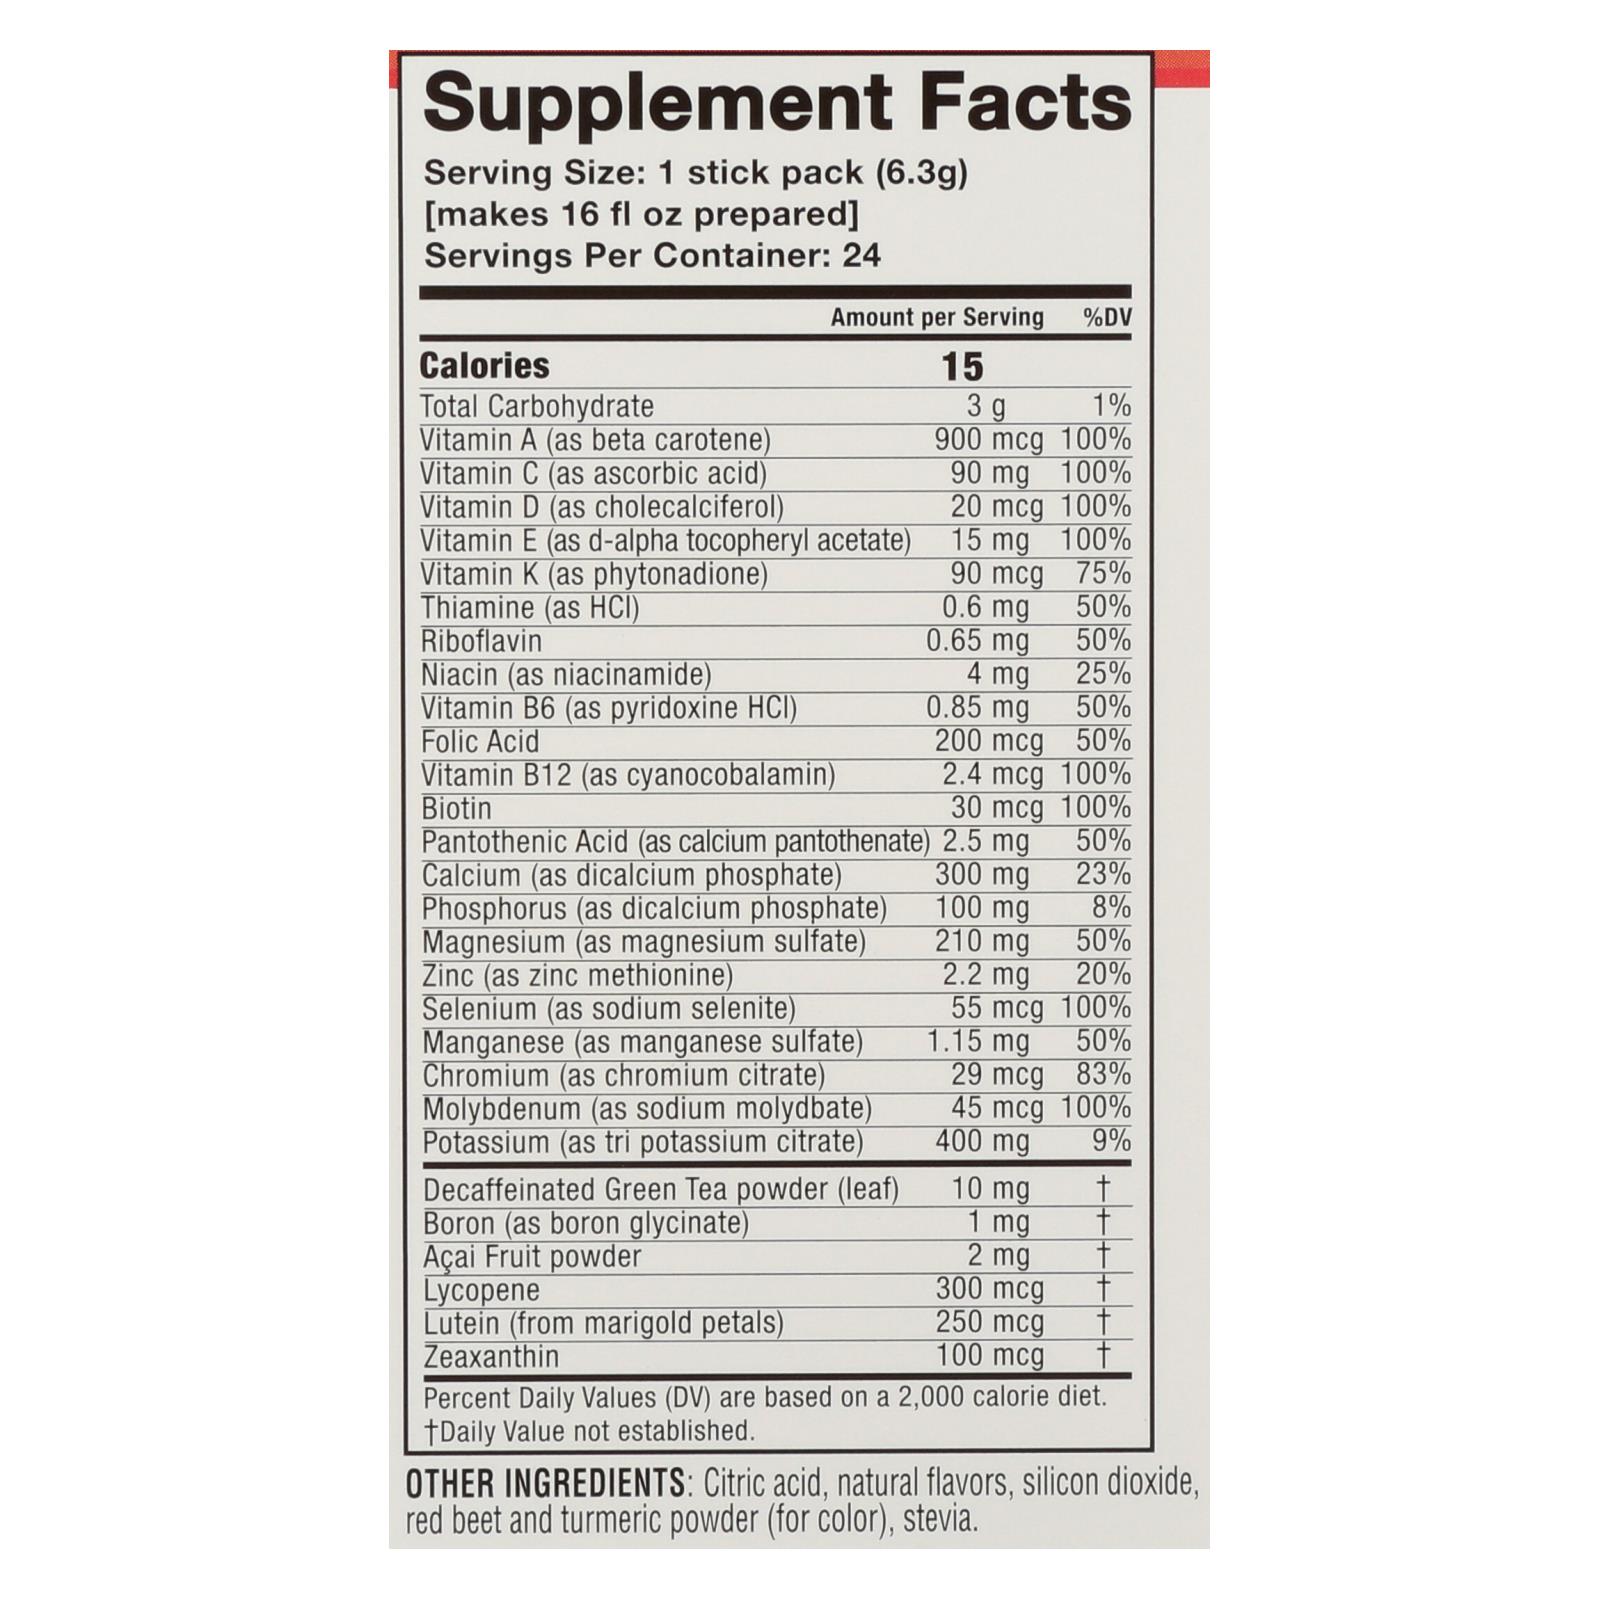 Supplement Facts
Serving Size: 1 stick pack (6.3g)
[makes 16 fl oz prepared]
Servings Per Container: 24
Amount per Serving %DV
Calories 15
Total Carbohydrate 3 g 1%
Vitamin A (as beta carotene) 900 mcg 100%
Vitamin C (as ascorbic acid) 90 mg 100%
Vitamin D (as cholecalciferol) 20 mcg 100%
Vitamin E (as d-alpha tocopheryl acetate) 15 mg 100%
Vitamin K (as phytonadione) 90 mcg 75%
Thiamine (as HCl) 0.6 mg 50%
Riboflavin 0.65 mg 50%
Niacin (as niacinamide) 4 mg 25%
Vitamin B6 (as pyridoxine HCl) 0.85 mg 50%
Folic Acid 200 mcg 50%
Vitamin B12 (as cyanocobalamin) 2.4 mcg 100%
Biotin 30 mcg 100%
Pantothenic Acid (as calcium pantothenate) 2.5 mg 50%
Calcium (as dicalcium phosphate) 300 mg 23%
Phosphorus (as dicalcium phosphate) 100 mg 8%
Magnesium (as magnesium sulfate) 210 mg 50%
Zinc (as zinc methionine) 2.2 mg 20%
Selenium (as sodium selenite) 55 mcg 100%
Manganese (as manganese sulfate) 1.15 mg 50%
Chromium (as chromium citrate) 29 mcg 83%
Molybdenum (as sodium molydbate) 45 mcg 100%
Potassium (as tri potassium citrate) 400 mg 9%
Decaffeinated Green Tea powder (leaf) 10 mg †
Boron (as boron glycinate) 1 mg †
Açai Fruit powder 2 mg †
Lycopene 300 mcg †
Lutein (from marigold petals) 250 mcg †
Zeaxanthin 100 mcg †
Percent Daily Values (DV) are based on a 2,000 calorie diet.
†Daily Value not established.
OTHER INGREDIENTS: Citric acid, natural flavors, silicon dioxide,
red beet and turmeric powder (for color), stevia.